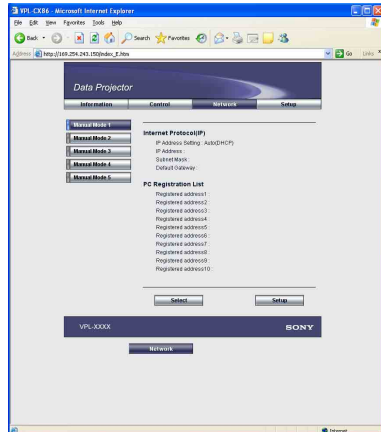 VPL-CX86 - Microsoft Internet Explorer
File Edit View Favorites Tools Help
Back Search Favorites
Address http://169.254.243.150/index_E.htm Go Links
Data Projector
Information Control Network Setup
Manual Mode 1
Manual Mode 2
Manual Mode 3
Manual Mode 4
Manual Mode 5
Internet Protocol(IP)
IP Address Setting : Auto(DHCP)
IP Address :
Subnet Mask :
Default Gateway :
PC Registration List
Registered address1 :
Registered address2 :
Registered address3 :
Registered address4 :
Registered address5 :
Registered address6 :
Registered address7 :
Registered address8 :
Registered address9 :
Registered address10 :
Select Setup
VPL-XXXX SONY
Network
Internet